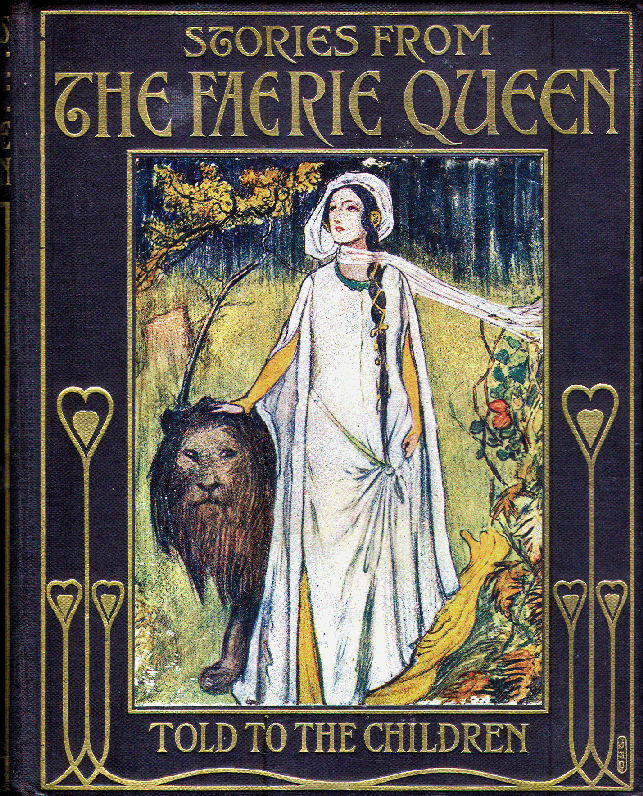 STORIES FROM
THE FAERIE QUEEN
TOLD TO THE CHILDREN